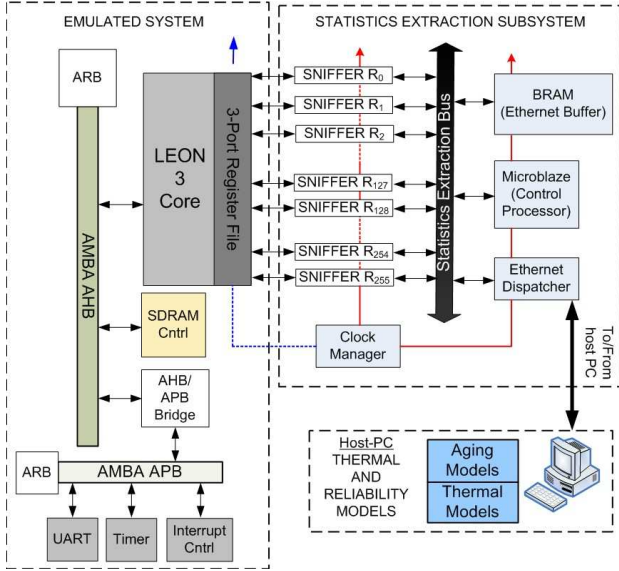 EMULATED SYSTEM
ARB
LEON
3
Core
3-Port Register File
AMBA AHB
SDRAM
Cntrl
AHB/
APB
Bridge
ARB
AMBA APB
UART
Timer
Interrupt
Cntrl
STATISTICS EXTRACTION SUBSYSTEM
SNIFFER R0
SNIFFER R1
SNIFFER R2
SNIFFER R127
SNIFFER R128
SNIFFER R254
SNIFFER R255
Statistics Extraction Bus
BRAM
(Ethernet Buffer)
Microblaze
(Control
Processor)
Ethernet
Dispatcher
Clock
Manager
To/From
host PC
Host-PC
THERMAL
AND
RELIABILITY
MODELS
Aging
Models
Thermal
Models